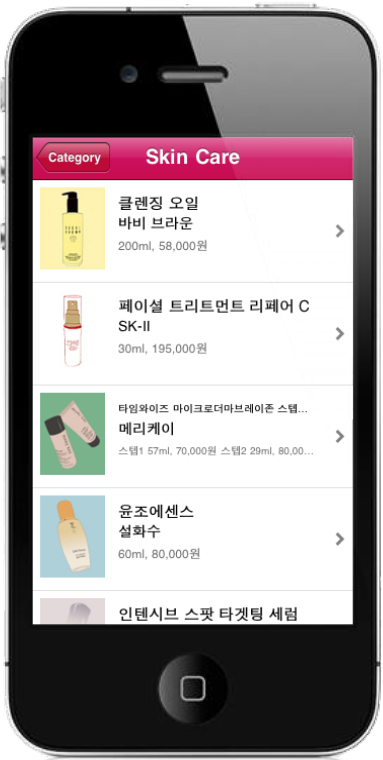 Category
Skin Care
클렌징 오일
바비 브라운
200ml, 58,000원
페이셜 트리트먼트 리페어 C
SK-II
30ml, 195,000원
타임와이즈 마이크로더마브레이존 스텝...
메리케이
스텝1 57ml, 70,000원 스텝2 29ml, 80,00...
윤조에센스
설화수
60ml, 80,000원
인텐시브 스팟 타겟팅 세럼